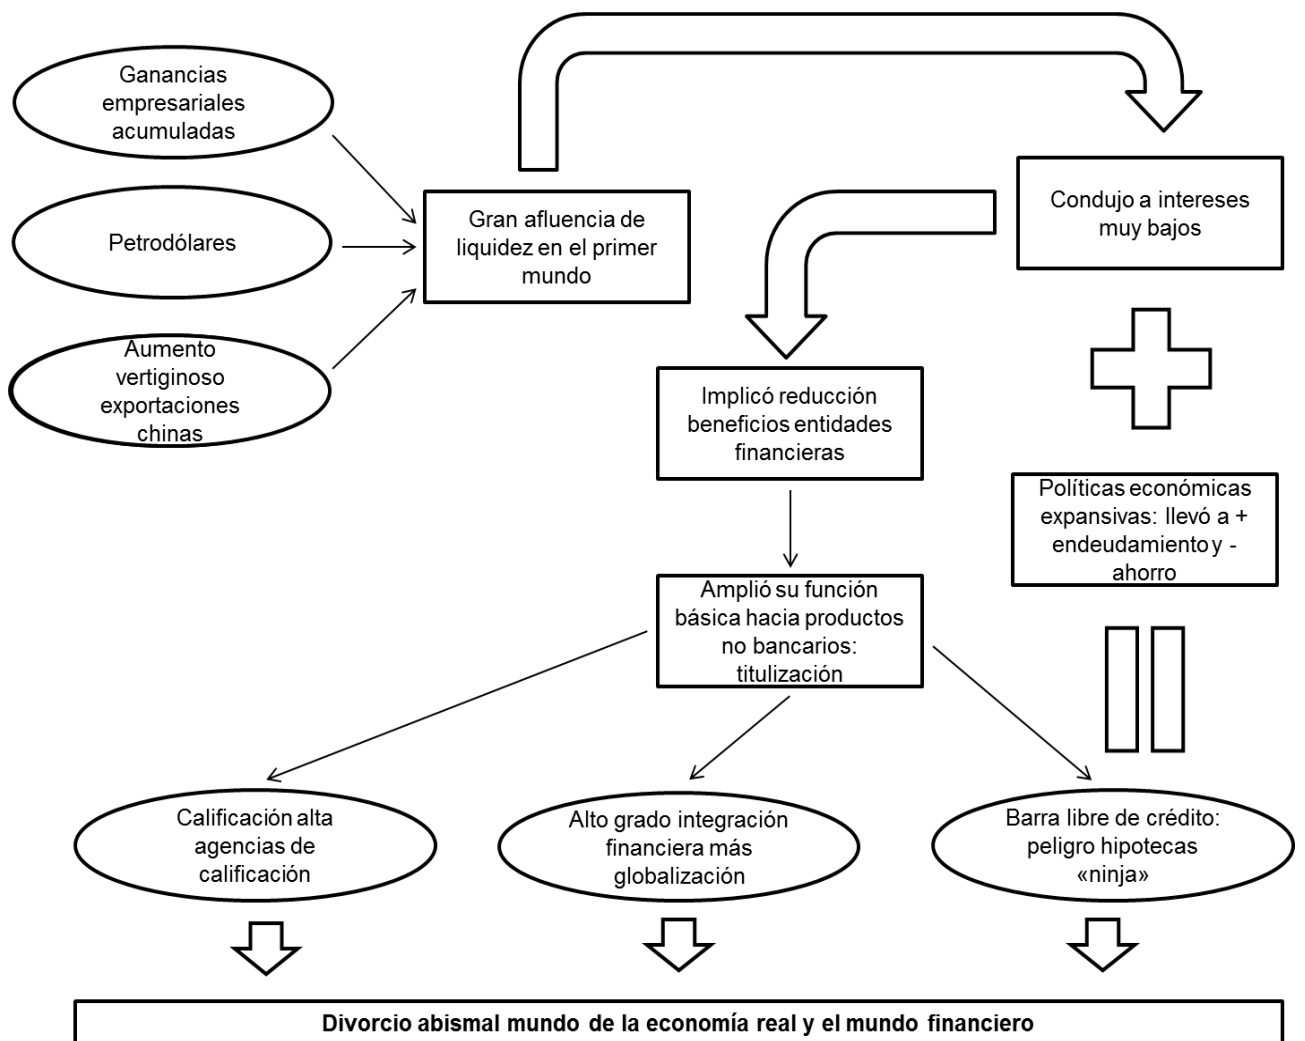 Ganancias
empresariales
acumuladas
Petrodólares
Aumento
vertiginoso
exportaciones
chinas
Gran afluencia de
liquidez en el primer
mundo
Condujo a intereses
muy bajos
Implicó reducción
beneficios entidades
financieras
Políticas económicas
expansivas: llevó a +
endeudamiento y -
ahorro
Amplió su función
básica hacia productos
no bancarios:
titulización
Calificación alta
agencias de
calificación
Alto grado integración
financiera más
globalización
Barra libre de crédito:
peligro hipotecas
«ninja»
Divorcio abismal mundo de la economía real y el mundo financiero